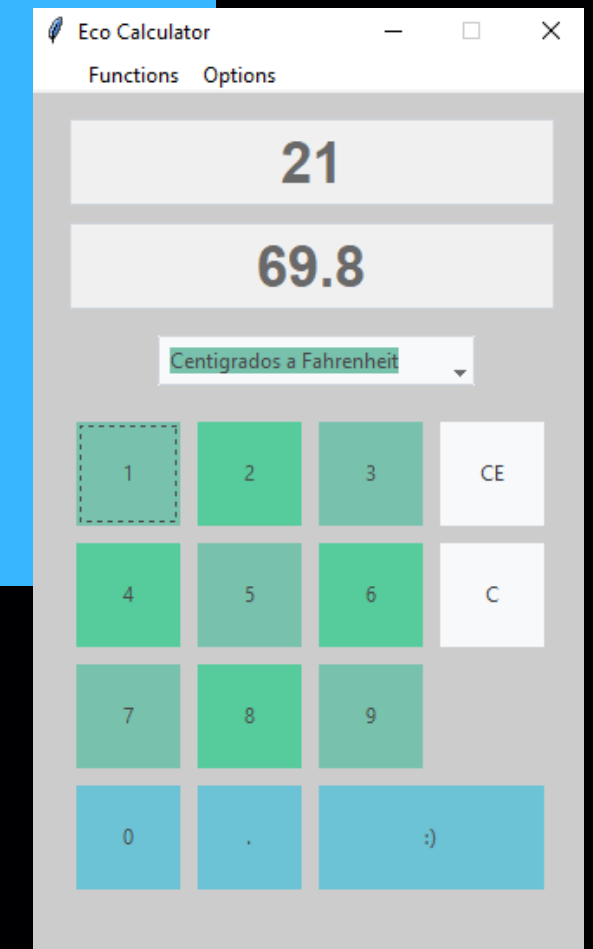 Eco Calculator
Functions Options
21
69.8
Centigrados a Fahrenheit
1 2 3 CE
4 5 6 C
7 8 9
0 . :)